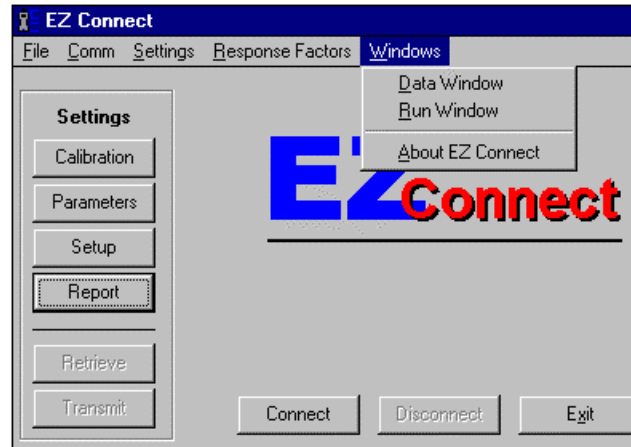 EZ Connect
File Comm Settings Response Factors Windows
Data Window
Run Window
About EZ Connect
Settings
Calibration
Parameters
Setup
Report
Retrieve
Transmit
EZ Connect
Connect Disconnect Exit